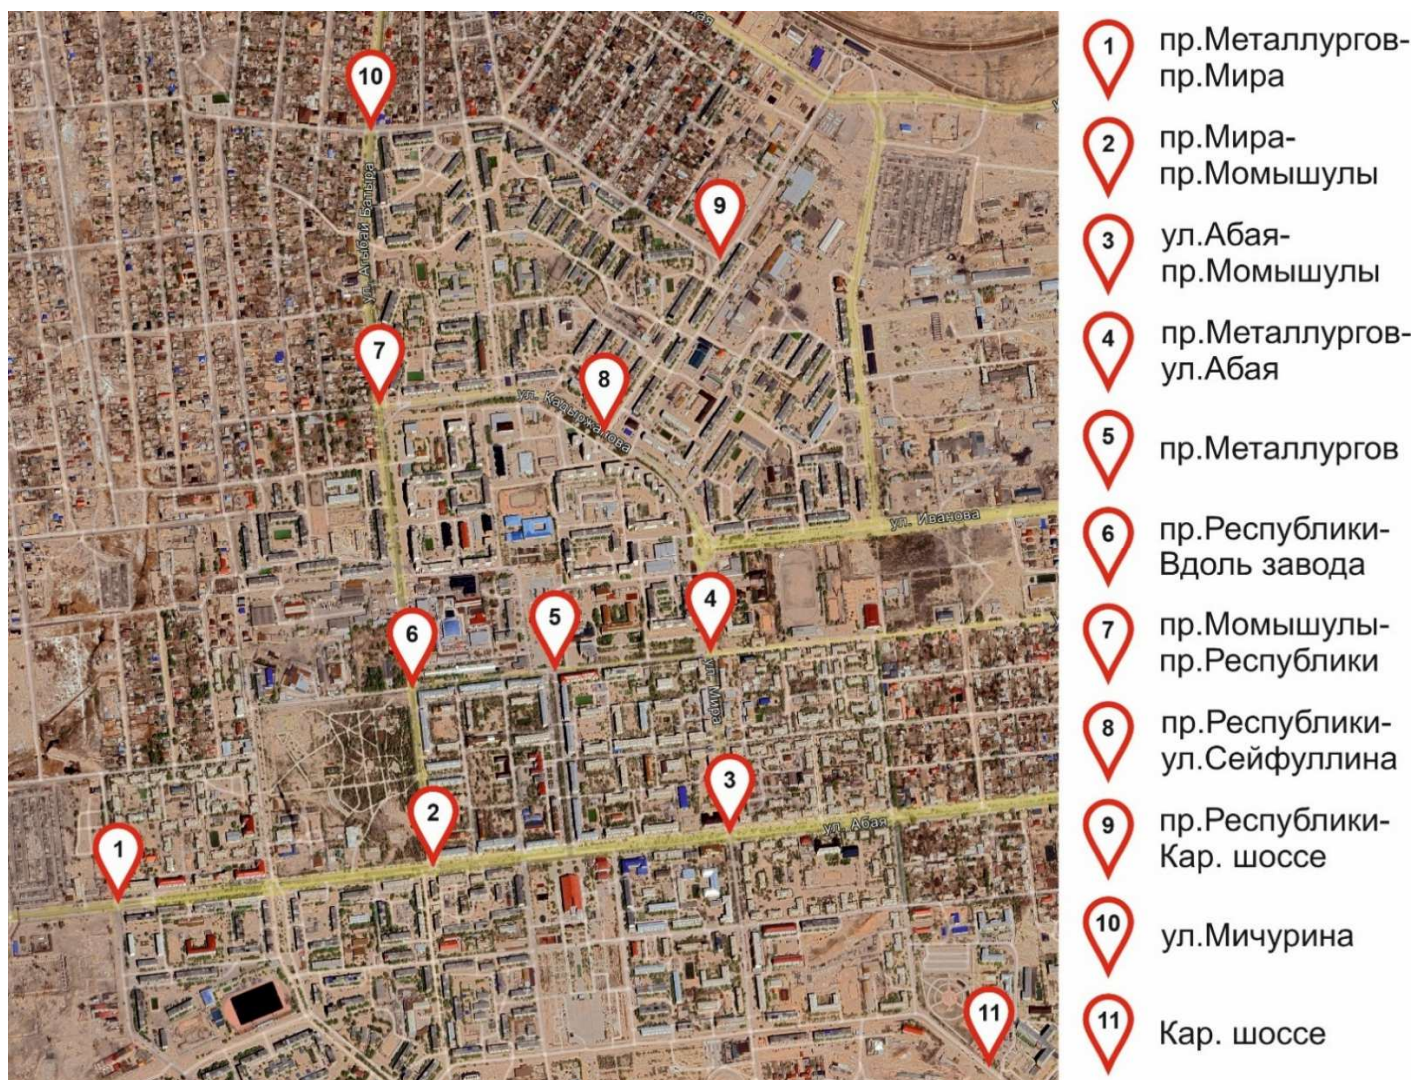 ская
10
ул. Агыбай Батыра
9
7
8
ул. Кадыржанова
ул. Иванова
4
5
6
ул. Мира
3
2
ул. Абая
1
11
1
пр.Металлургов-
пр.Мира
2
пр.Мира-
пр.Момышулы
3
ул.Абая-
пр.Момышулы
4
пр.Металлургов-
ул.Абая
5
пр.Металлургов
6
пр.Республики-
Вдоль завода
7
пр.Момышулы-
пр.Республики
8
пр.Республики-
ул.Сейфуллина
9
пр.Республики-
Кар. шоссе
10
ул.Мичурина
11
Кар. шоссе